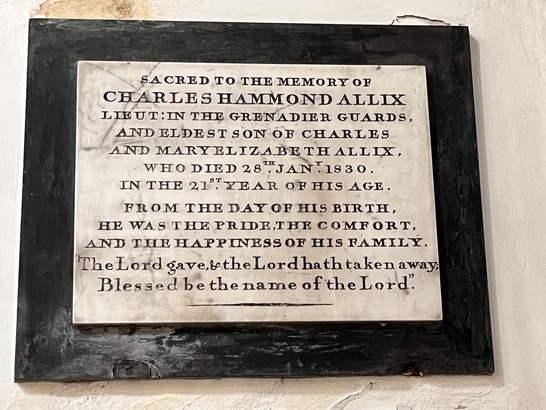 SACRED TO THE MEMORY OF
CHARLES HAMMOND ALLIX
LIEUT: IN THE GRENADIER GUARDS,
AND ELDEST SON OF CHARLES
AND MARY ELIZABETH ALLIX,
WHO DIED 28TH. JANY. 1830.
IN THE 21ST. YEAR OF HIS AGE.
FROM THE DAY OF HIS BIRTH,
HE WAS THE PRIDE, THE COMFORT,
AND THE HAPPINESS OF HIS FAMILY.
"The Lord gave, & the Lord hath taken away;
Blessed be the name of the Lord".